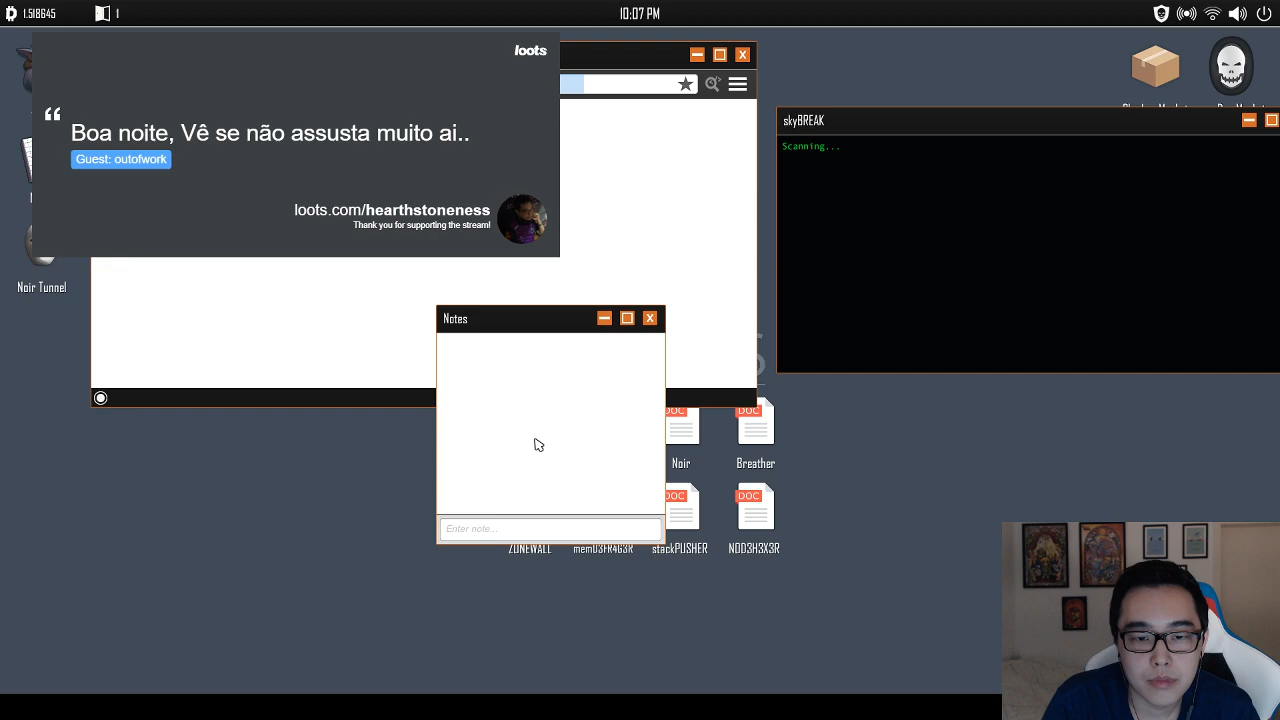 1.518645
1
10:07 PM
loots
“
Boa noite, Vê se não assusta muito ai..
Guest: outofwork
loots.com/hearthstoneness
Thank you for supporting the stream!
skyBREAK
Scanning...
Noir Tunnel
Notes
Enter note...
DOC
DOC
Noir
Breather
DOC
DOC
ZONEWALL
memD3FR4G3R
stackPUSHER
NOD3H3X3R